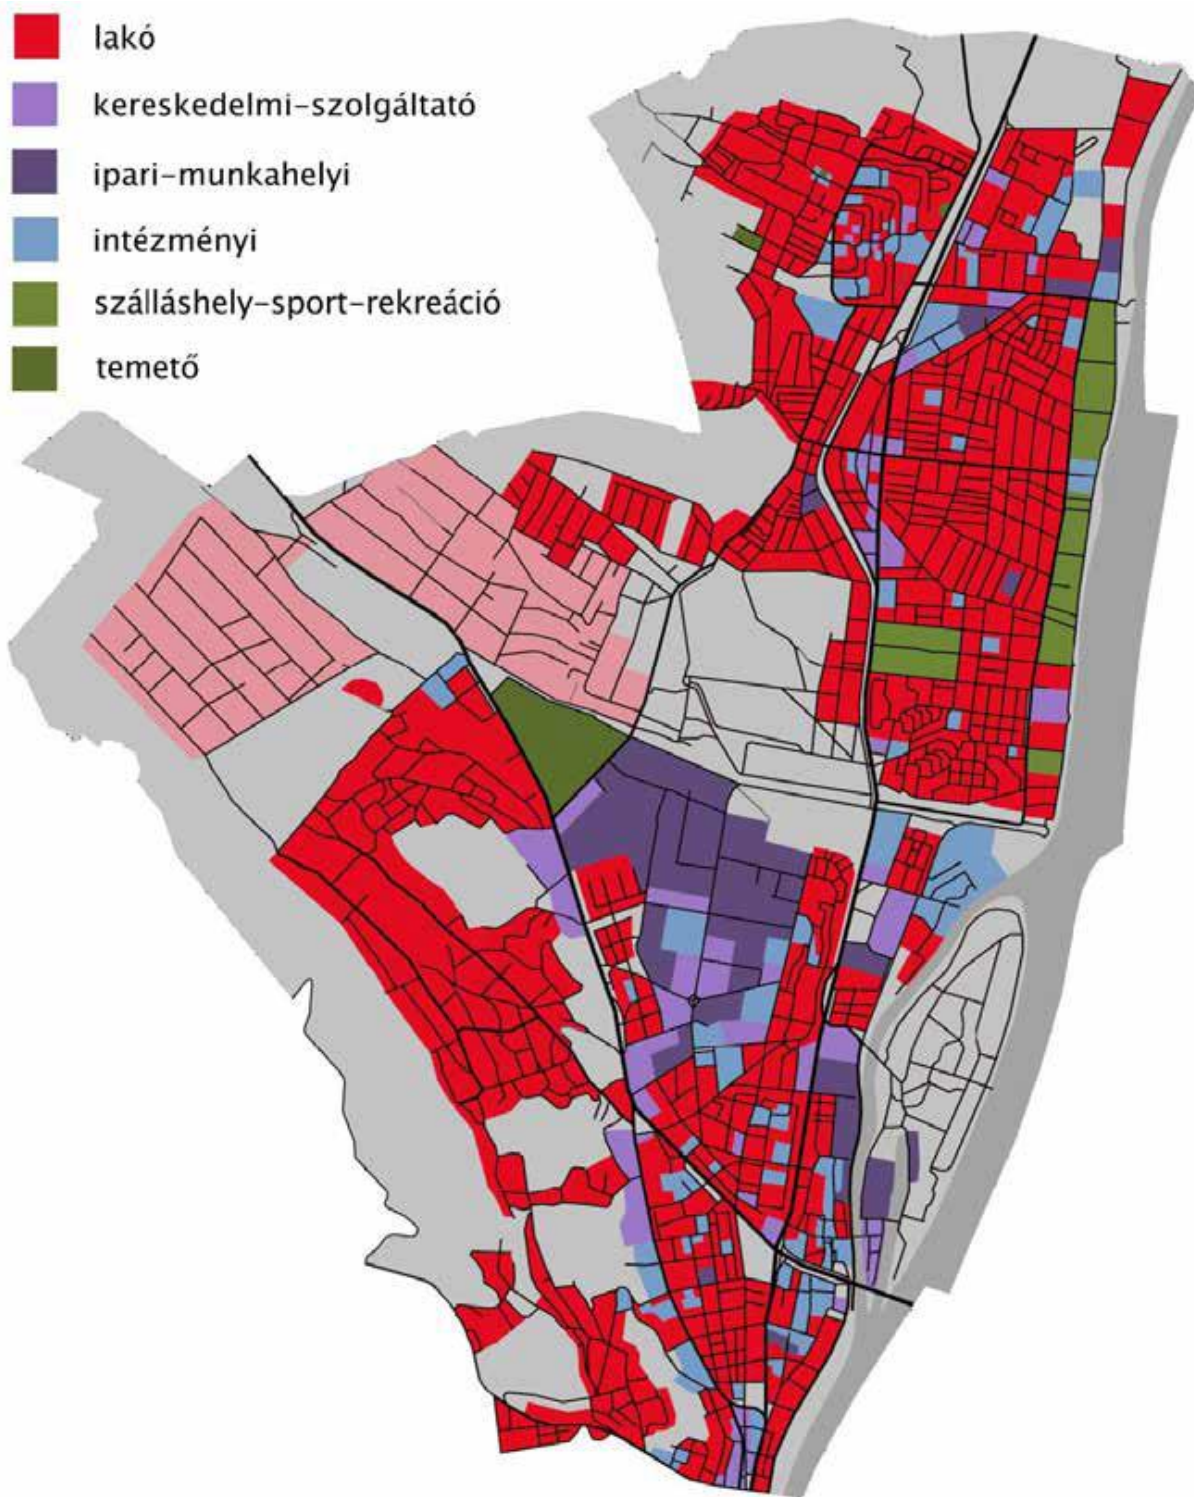 lakó
kereskedelmi-szolgáltató
ipari-munkahelyi
intézményi
szálláshely-sport-rekreáció
temető